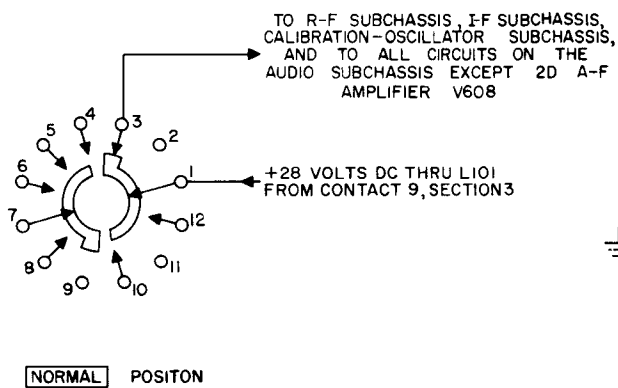 TO R-F SUBCHASSIS, I-F SUBCHASSIS,
CALIBRATION-OSCILLATOR SUBCHASSIS,
AND TO ALL CIRCUITS ON THE
AUDIO SUBCHASSIS EXCEPT 2D A-F
AMPLIFIER V608
4
3
5
2
6
1
+28 VOLTS DC THRU L101
FROM CONTACT 9, SECTION 3
7
12
8
11
9
10
NORMAL POSITON